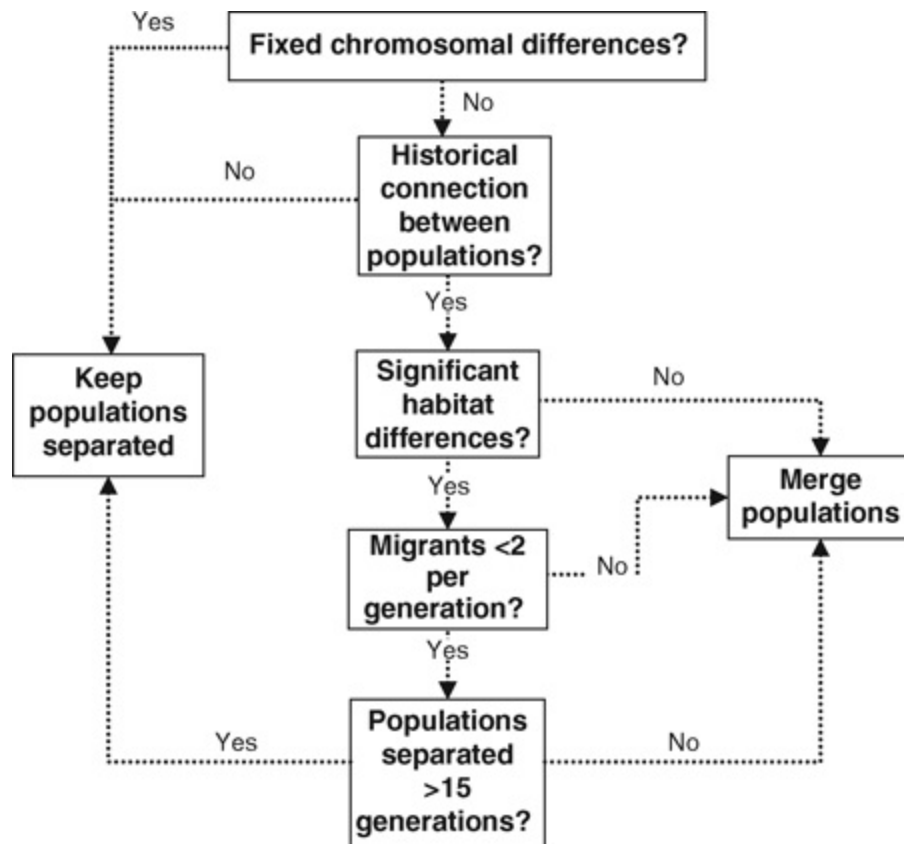 Yes
Fixed chromosomal differences?
No
Historical
connection
between
populations?
No
Yes
Keep
populations
separated
Significant
habitat
differences?
No
Yes
Merge
populations
Migrants <2
per
generation?
No
Yes
Populations
separated
>15
generations?
Yes
No